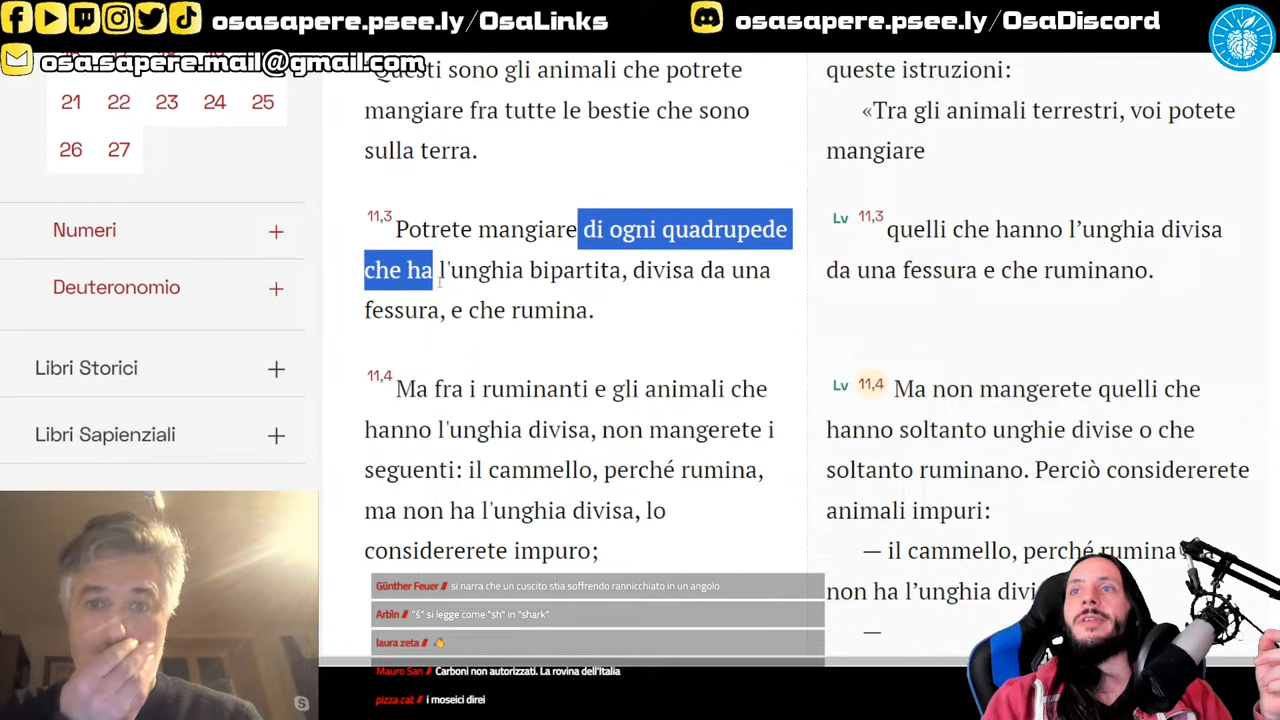 osasapere.psee.ly/OsaLinks
osasapere.psee.ly/OsaDiscord
osa.sapere.mail@gmail.com
21 22 23 24 25
26 27
Numeri +
Deuteronomio +
Libri Storici +
Libri Sapienziali +
Questi sono gli animali che potrete
mangiare fra tutte le bestie che sono
sulla terra.
11,3 Potrete mangiare di ogni quadrupede
che ha l'unghia bipartita, divisa da una
fessura, e che rumina.
11,4 Ma fra i ruminanti e gli animali che
hanno l'unghia divisa, non mangerete i
seguenti: il cammello, perché rumina,
ma non ha l'unghia divisa, lo
considererete impuro;
queste istruzioni:
«Tra gli animali terrestri, voi potete
mangiare
Lv 11,3 quelli che hanno l’unghia divisa
da una fessura e che ruminano.
Lv 11,4 Ma non mangerete quelli che
hanno soltanto unghie divise o che
soltanto ruminano. Perciò considererete
animali impuri:
— il cammello, perché rumina
non ha l’unghia
—
Günther Feuer // si narra che un cuscito stia soffrendo rannicchiato in un angolo
Arbin // "š" si legge come "sh" in "shark".
laura zeta //
Mauro San // Carboni non autorizzati. La rovina dell'Italia
pizza cat // i moseici direi